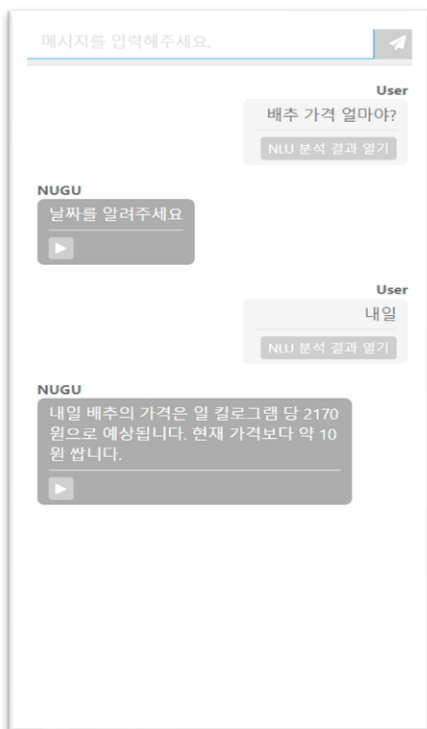 메시지를 입력해주세요.
User
배추 가격 얼마야?
NLU 분석 결과 열기
NUGU
날짜를 알려주세요
User
내일
NLU 분석 결과 열기
NUGU
내일 배추의 가격은 일 킬로그램 당 2170
원으로 예상됩니다. 현재 가격보다 약 10
원 쌉니다.